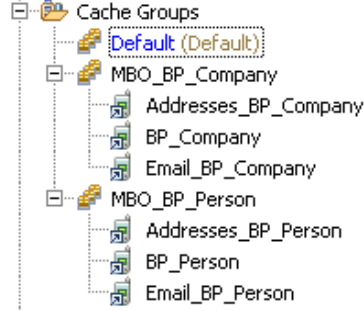 Cache Groups
Default (Default)
MBO_BP_Company
Addresses_BP_Company
BP_Company
Email_BP_Company
MBO_BP_Person
Addresses_BP_Person
BP_Person
Email_BP_Person